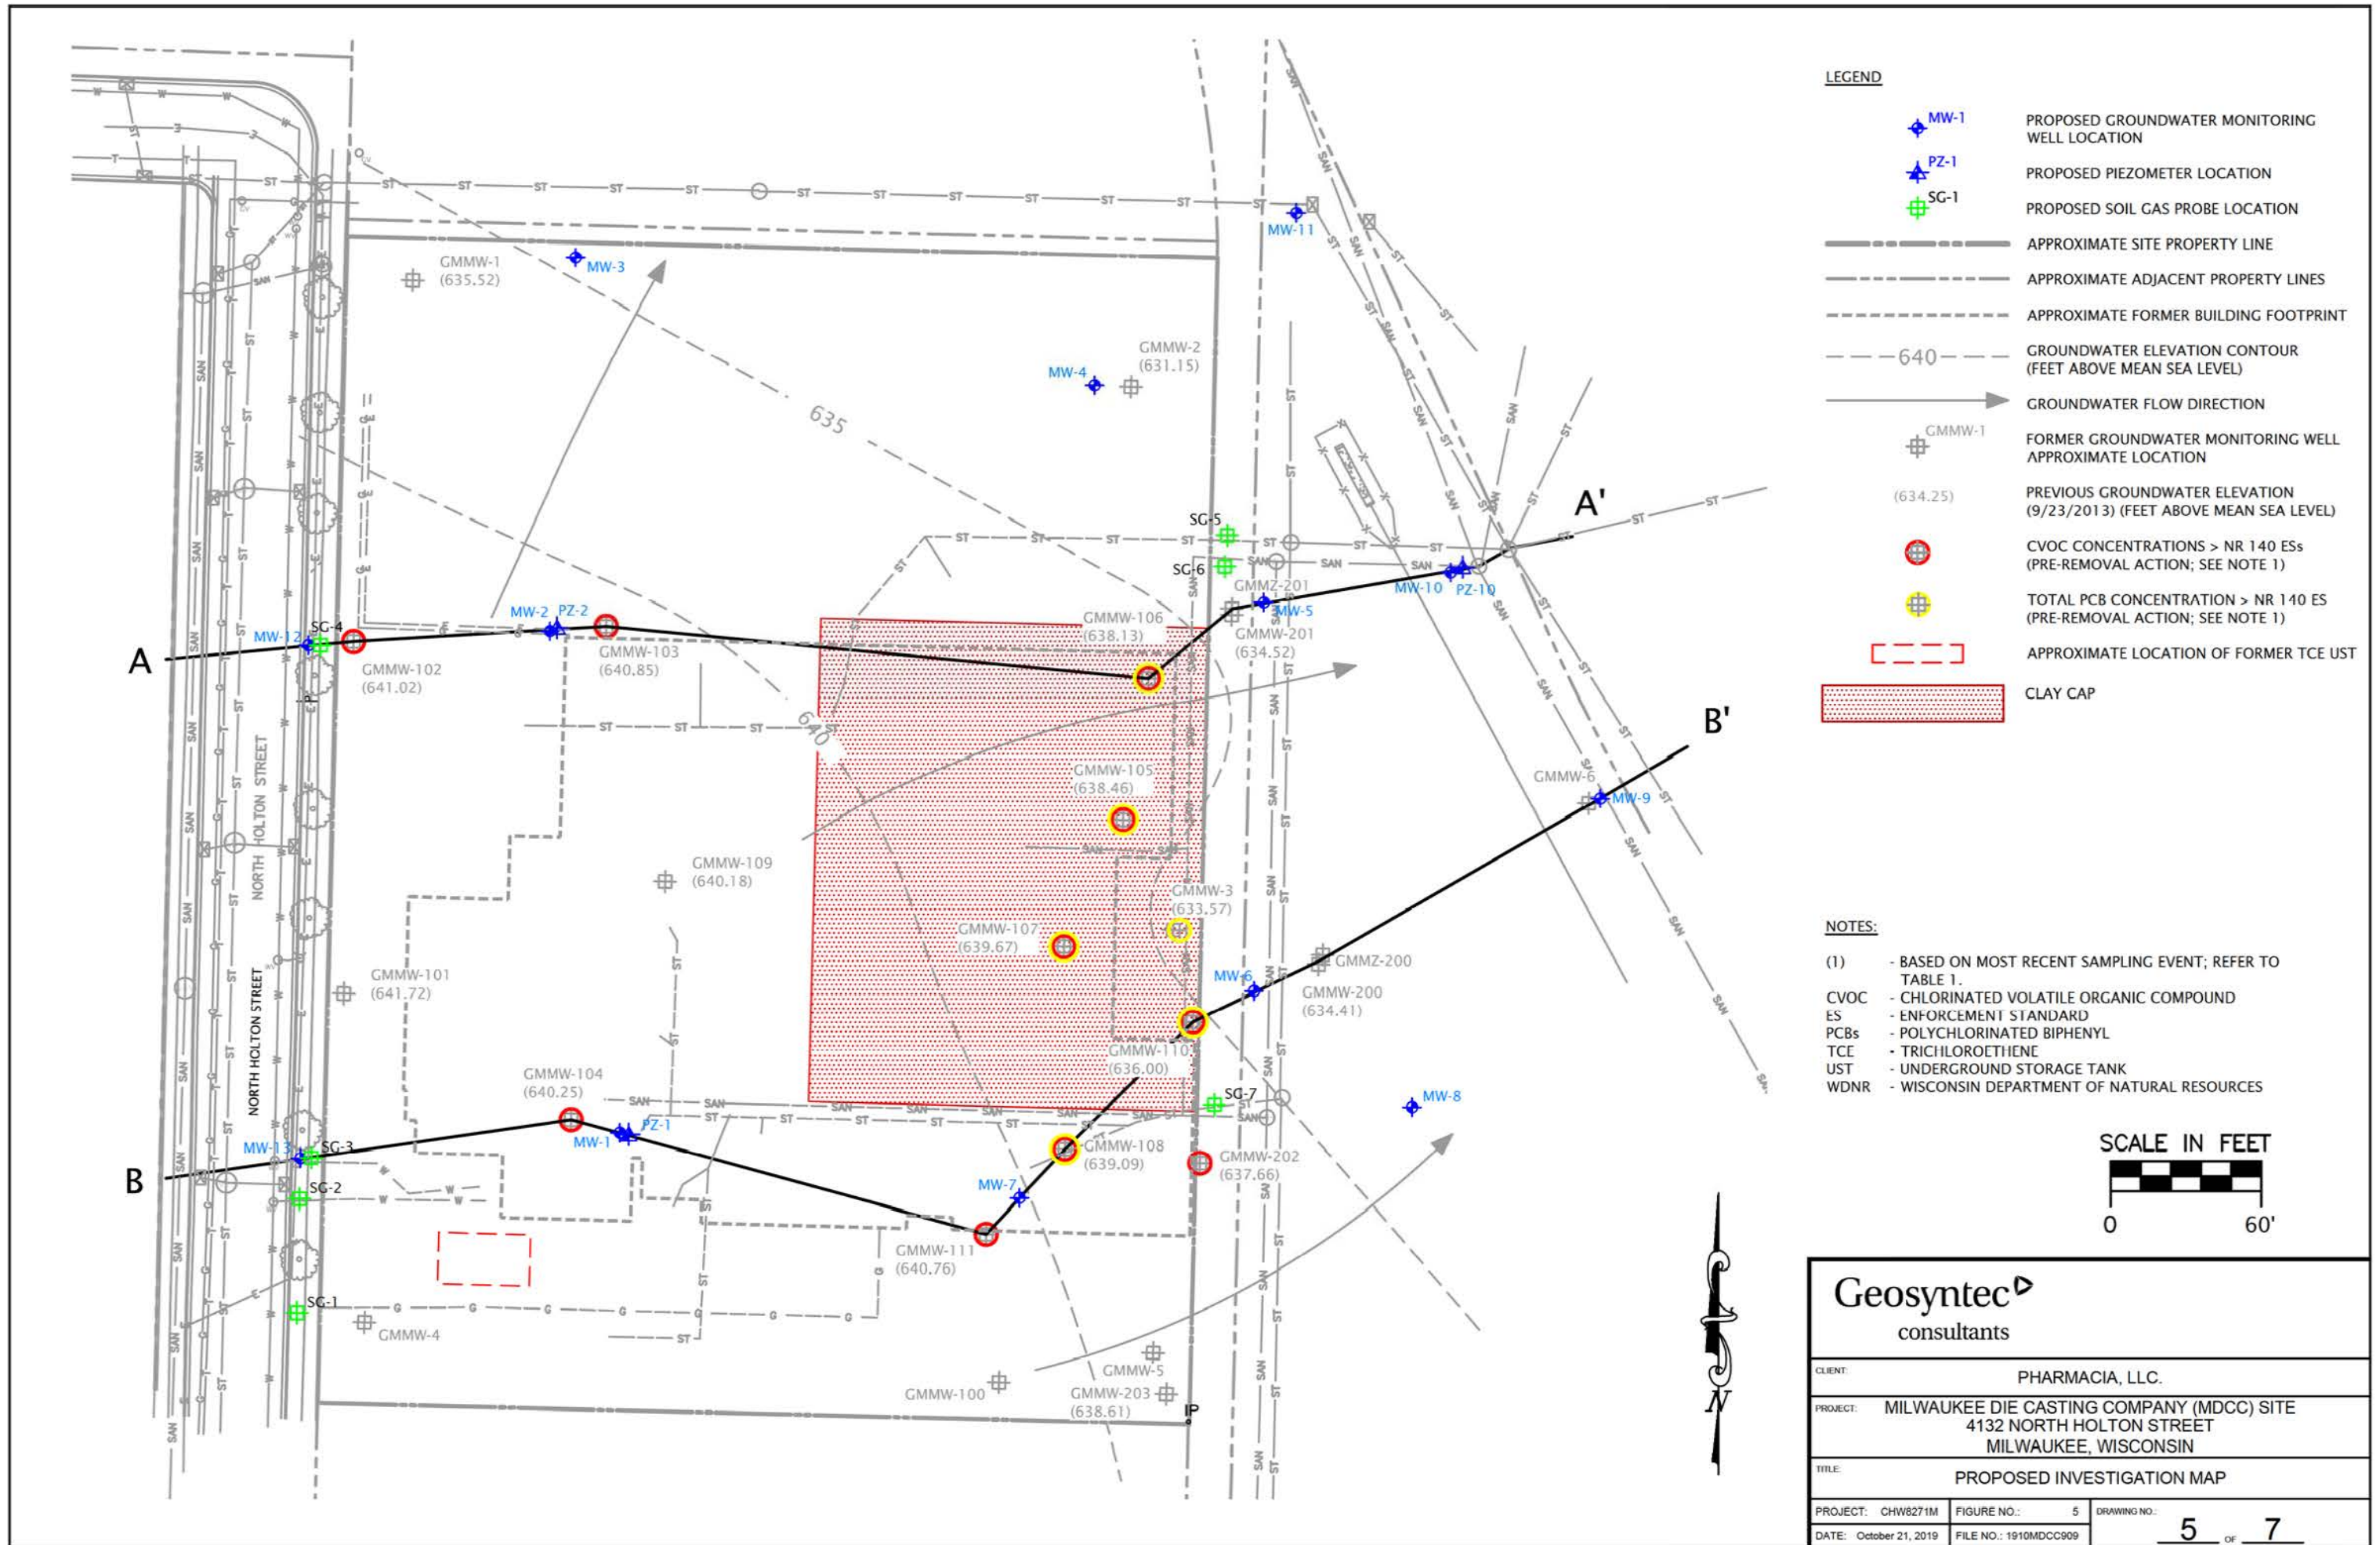 LEGEND
MW-1
PROPOSED GROUNDWATER MONITORING
WELL LOCATION
PZ-1
PROPOSED PIEZOMETER LOCATION
SG-1
PROPOSED SOIL GAS PROBE LOCATION
APPROXIMATE SITE PROPERTY LINE
APPROXIMATE ADJACENT PROPERTY LINES
APPROXIMATE FORMER BUILDING FOOTPRINT
640
GROUNDWATER ELEVATION CONTOUR
(FEET ABOVE MEAN SEA LEVEL)
GROUNDWATER FLOW DIRECTION
GMMW-1
FORMER GROUNDWATER MONITORING WELL
APPROXIMATE LOCATION
(634.25)
PREVIOUS GROUNDWATER ELEVATION
(9/23/2013) (FEET ABOVE MEAN SEA LEVEL)
CVOC CONCENTRATIONS > NR 140 ESs
(PRE-REMOVAL ACTION; SEE NOTE 1)
TOTAL PCB CONCENTRATION > NR 140 ES
(PRE-REMOVAL ACTION; SEE NOTE 1)
APPROXIMATE LOCATION OF FORMER TCE UST
CLAY CAP
NOTES:
(1) - BASED ON MOST RECENT SAMPLING EVENT; REFER TO
TABLE 1.
CVOC - CHLORINATED VOLATILE ORGANIC COMPOUND
ES - ENFORCEMENT STANDARD
PCBs - POLYCHLORINATED BIPHENYL
TCE - TRICHLOROETHENE
UST - UNDERGROUND STORAGE TANK
WDNR - WISCONSIN DEPARTMENT OF NATURAL RESOURCES
SCALE IN FEET
0 60'
N
Geosyntec
consultants
CLIENT: PHARMACIA, LLC.
PROJECT: MILWAUKEE DIE CASTING COMPANY (MDCC) SITE
4132 NORTH HOLTON STREET
MILWAUKEE, WISCONSIN
TITLE: PROPOSED INVESTIGATION MAP
PROJECT: CHW8271M FIGURE NO.: 5 DRAWING NO.:
DATE: October 21, 2019 FILE NO.: 1910MDCC909
5 OF 7
GMMW-1
(635.52)
MW-3
MW-11
GMMW-2
(631.15)
MW-4
635
A'
SG-5
SG-6
GMMZ-201
MW-5
GMMW-201
(634.52)
MW-10 PZ-10
GMMW-106
(638.13)
MW-2 PZ-2
SG-4
MW-12
A
GMMW-102
(641.02)
GMMW-103
(640.85)
640
B'
GMMW-6
MW-9
GMMW-105
(638.46)
GMMW-109
(640.18)
GMMW-3
(633.57)
GMMW-107
(639.67)
GMMW-101
(641.72)
NORTH HOLTON STREET
NORTH HOLTON STREET
MW-6
GMMZ-200
GMMW-200
(634.41)
GMMW-110
(636.00)
GMMW-104
(640.25)
SG-7
MW-8
MW-1
PZ-1
MW-13
SG-3
B
SG-2
GMMW-108
(639.09)
GMMW-202
(637.66)
MW-7
GMMW-111
(640.76)
SG-1
GMMW-4
GMMW-5
GMMW-100
GMMW-203
(638.61)
IP